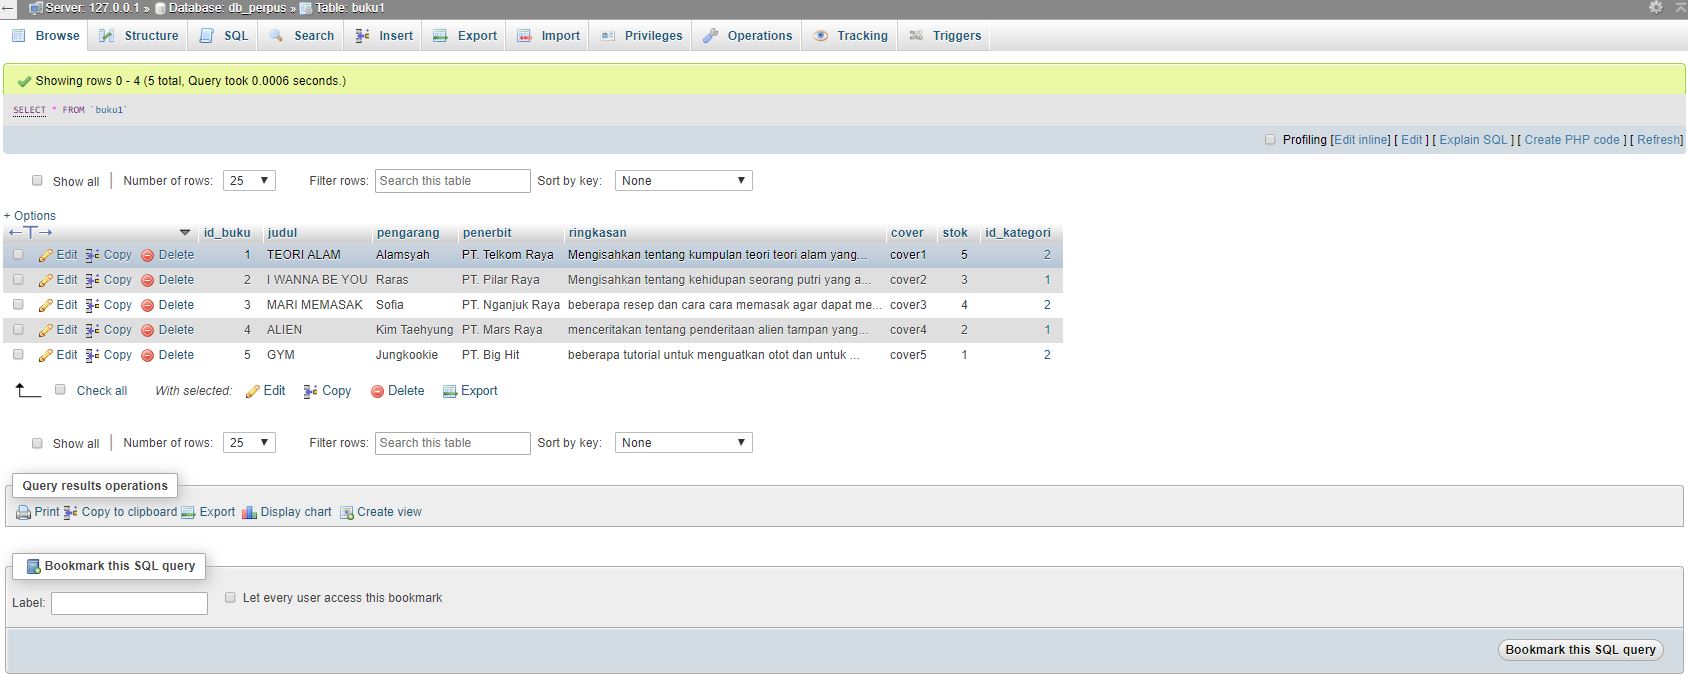 Server: 127.0.0.1 » Database: db_perpus » Table: buku1
Browse Structure SQL Search Insert Export Import Privileges Operations Tracking Triggers
Showing rows 0 - 4 (5 total, Query took 0.0006 seconds.)
SELECT * FROM `buku1`
Profiling [Edit inline] [ Edit ] [ Explain SQL ] [ Create PHP code ] [ Refresh]
Show all | Number of rows: 25 Filter rows: Search this table Sort by key: None
+ Options
←T→ id_buku judul pengarang penerbit ringkasan cover stok id_kategori
Edit Copy Delete 1 TEORI ALAM Alamsyah PT. Telkom Raya Mengisahkan tentang kumpulan teori teori alam yang... cover1 5 2
Edit Copy Delete 2 I WANNA BE YOU Raras PT. Pilar Raya Mengisahkan tentang kehidupan seorang putri yang a... cover2 3 1
Edit Copy Delete 3 MARI MEMASAK Sofia PT. Nganjuk Raya beberapa resep dan cara cara memasak agar dapat me... cover3 4 2
Edit Copy Delete 4 ALIEN Kim Taehyung PT. Mars Raya menceritakan tentang penderitaan alien tampan yang... cover4 2 1
Edit Copy Delete 5 GYM Jungkookie PT. Big Hit beberapa tutorial untuk menguatkan otot dan untuk ... cover5 1 2
Check all With selected: Edit Copy Delete Export
Show all | Number of rows: 25 Filter rows: Search this table Sort by key: None
Query results operations
Print Copy to clipboard Export Display chart Create view
Bookmark this SQL query
Label: Let every user access this bookmark
Bookmark this SQL query